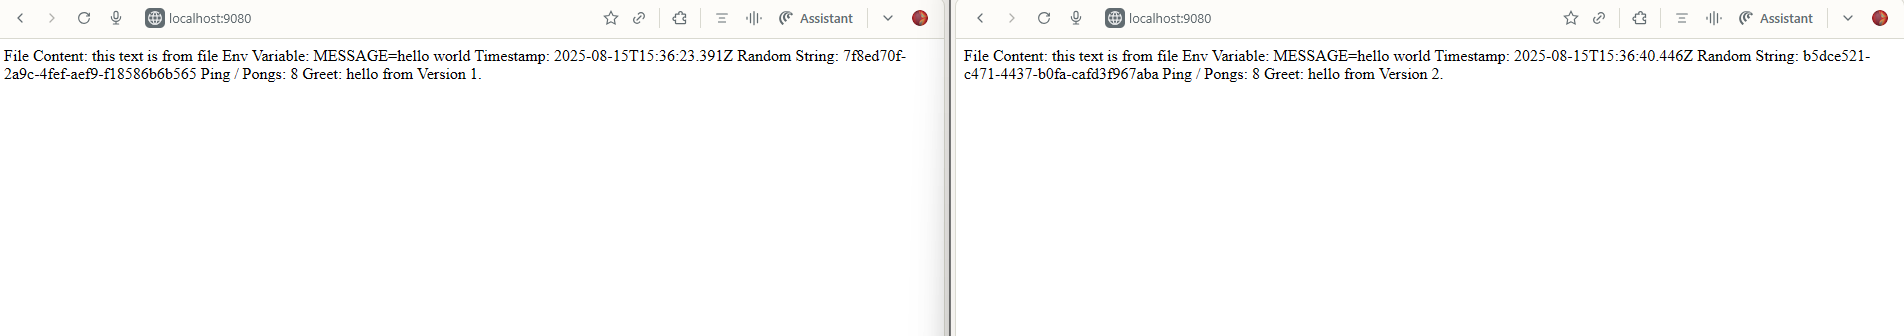 localhost:9080
Assistant
File Content: this text is from file Env Variable: MESSAGE=hello world Timestamp: 2025-08-15T15:36:23.391Z Random String: 7f8ed70f-
2a9c-4fef-aef9-f18586b6b565 Ping / Pongs: 8 Greet: hello from Version 1.
localhost:9080
Assistant
File Content: this text is from file Env Variable: MESSAGE=hello world Timestamp: 2025-08-15T15:36:40.446Z Random String: b5dce521-
c471-4437-b0fa-cafd3f967aba Ping / Pongs: 8 Greet: hello from Version 2.